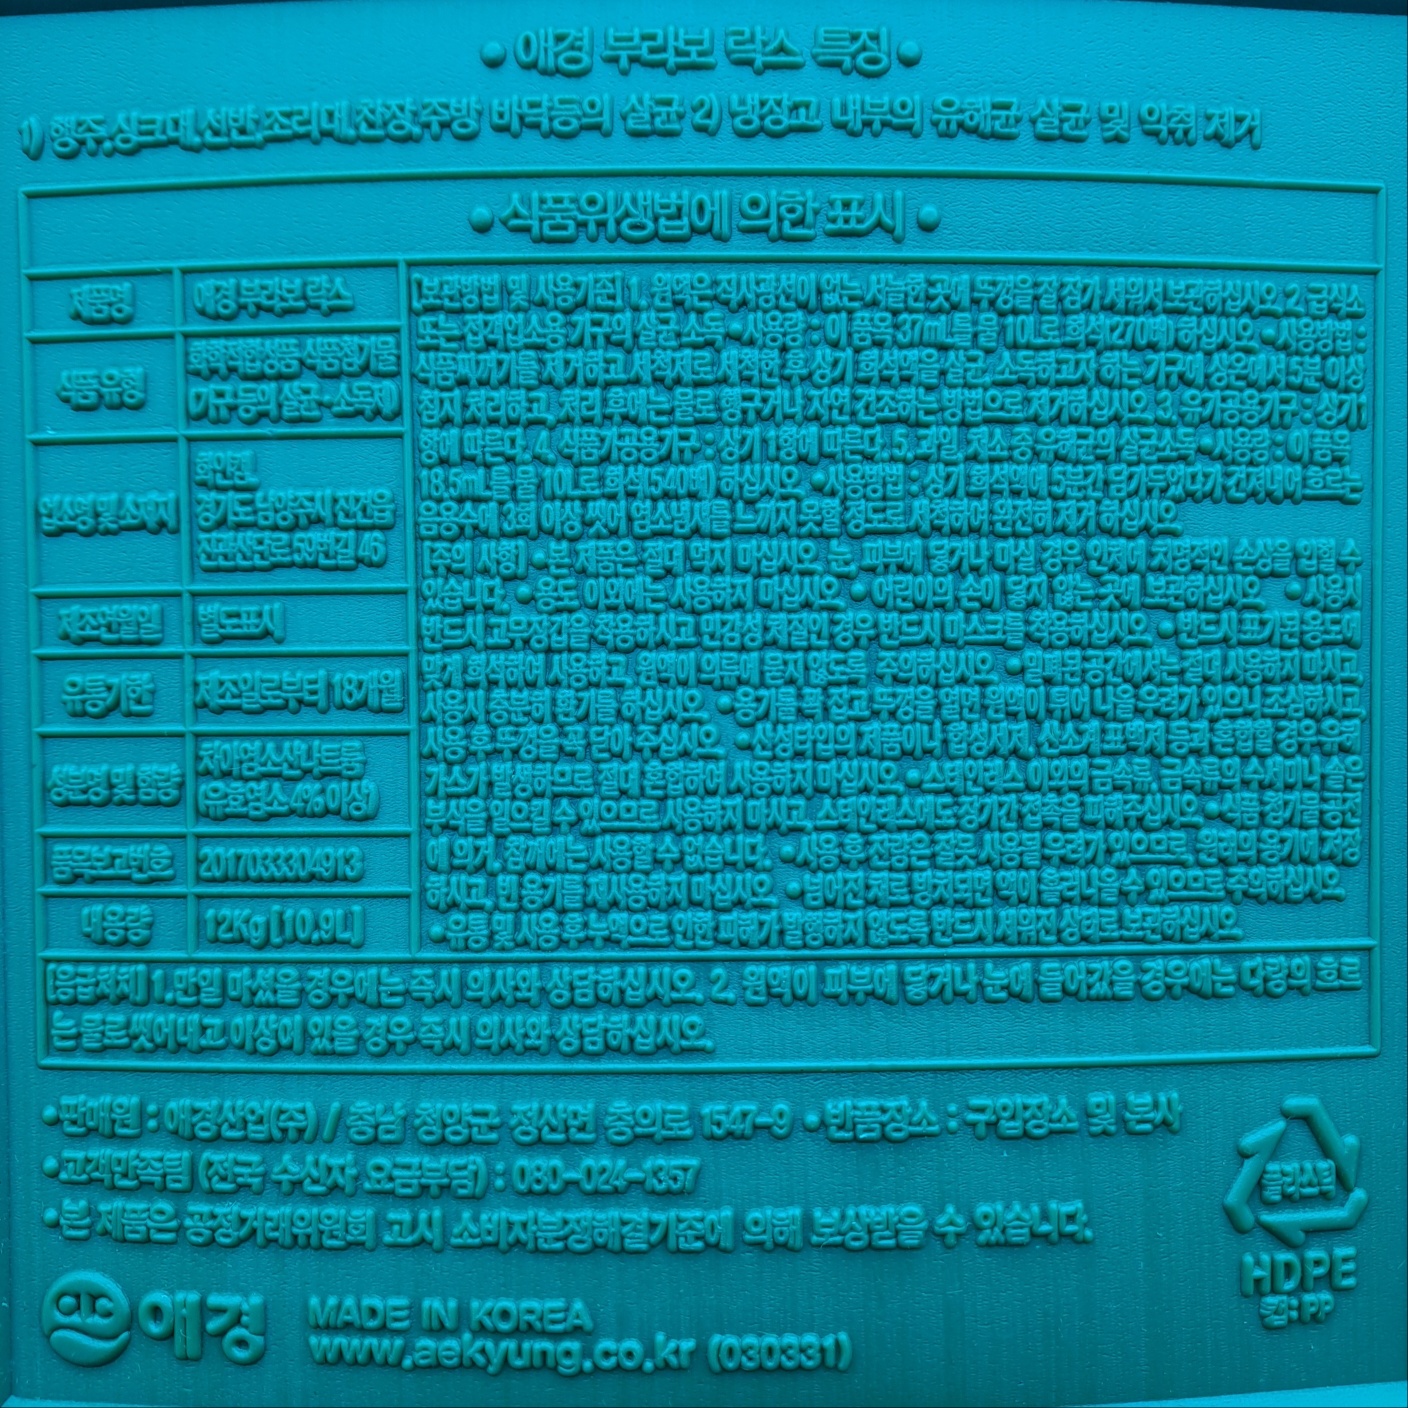 • 애경 부라보 락스 특징 •
1) 행주,싱크대,선반,조리대,찬장,주방 바닥등의 살균 2) 냉장고 내부의 유해균 살균 및 악취 제거
• 식품위생법에 의한 표시 •
제품명 애경 부라보 락스
식품 유형 화학적합성품 식품첨가물
(기구등의 살균·소독제)
업소명 및 소재지 경기도 남양주시 진건읍
진관산단로 59번길 46
제조년월일 별도표시
유통기한 제조일로부터 18개월
성분명 및 함량 차아염소산나트륨
유효염소 4% 이상
품목보고번호 2017033304913
내용량 12Kg [10.9L]
[보관방법 및 사용기준] 1. 원액은 직사광선이 없는 서늘한 곳에 뚜껑을 잘 잠가 세워서 보관하십시오. 2. 급식소
또는 접객업소용 기구의 살균 소독 •사용량 : 이 품목 37mL를 물 10L로 희석(270배) 하십시오. •사용방법 :
식품찌꺼기를 제거하고 세척제로 세척한 후 상기 희석액을 살균, 소독하고자 하는 기구에 상온에서 5분 이상
침지 처리하고, 처리 후에는 물로 헹구거나 자연 건조하는 방법으로 제거하십시오. 3. 유가공용기구 : 상기 1
항에 따른다. 4. 식품가공용기구 : 상기 1항에 따른다. 5. 과일, 채소 중 유해균의 살균소독 •사용량 : 이 품목
18.5mL를 물 10L로 희석(540배) 하십시오. •사용방법 : 상기 희석액에 5분간 담가두었다가 건져내어 흐르는
음용수에 3회 이상 씻어 염소냄새를 느끼지 못할 정도로 세척하여 완전히 제거 하십시오.
[주의 사항] •본 제품은 절대 먹지 마십시오. 눈, 피부에 닿거나 마실 경우 인체에 치명적인 손상을 입힐 수
있습니다. •용도 이외에는 사용하지 마십시오. •어린이의 손이 닿지 않는 곳에 보관하십시오. •사용시
반드시 고무장갑을 착용하시고 민감성 체질인 경우 반드시 마스크를 착용하십시오. •반드시 표기된 용도에
맞게 희석하여 사용하고, 원액이 의류에 묻지 않도록 주의하십시오. •밀폐된 공간에서는 절대 사용하지 마시고,
사용시 충분히 환기를 하십시오. •용기를 꽉 잡고 뚜껑을 열면 원액이 튀어 나올 우려가 있으니 조심하시고,
사용 후 뚜껑을 꼭 닫아 주십시오. •산성타입의 제품이나 합성세제, 산소계 표백제 등과 혼합할 경우 유해
가스가 발생하므로 절대 혼합하여 사용하지 마십시오. •스테인레스 이외의 금속류, 금속류의 수세미나 솔은
부식을 일으킬 수 있으므로 사용하지 마시고, 스테인레스에도 장기간 접촉을 피해주십시오. •식품첨가물공전
에 의거, 참깨에는 사용할 수 없습니다. •사용 후 잔량은 잘못 사용될 우려가 있으므로, 원래의 용기에 저장
하시고, 빈 용기를 재사용하지 마십시오. •넘어진 채로 방치되면 액이 흘러나올 수 있으므로 주의하십시오.
•유통 및 사용 후 누액으로 인한 피해가 발행하지 않도록 반드시 세워진 상태로 보관하십시오.
[응급처치] 1.만일 마셨을 경우에는 즉시 의사와 상담하십시오. 2. 원액이 피부에 닿거나 눈에 들어갔을 경우에는 다량의 흐르
는 물로 씻어내고 이상이 있을 경우 즉시 의사와 상담하십시오.
•판매원 : 애경산업(주) / 충남 청양군 정산면 충의로 1547-9 •반품장소 : 구입장소 및 본사
•고객만족팀 (전국 수신자 요금부담) : 080-024-1357
•본 제품은 공정거래위원회 고시 소비자분쟁해결기준에 의해 보상받을 수 있습니다.
플라스틱
HDPE
캡:PP
애경
MADE IN KOREA
www.aekyung.co.kr (030331)